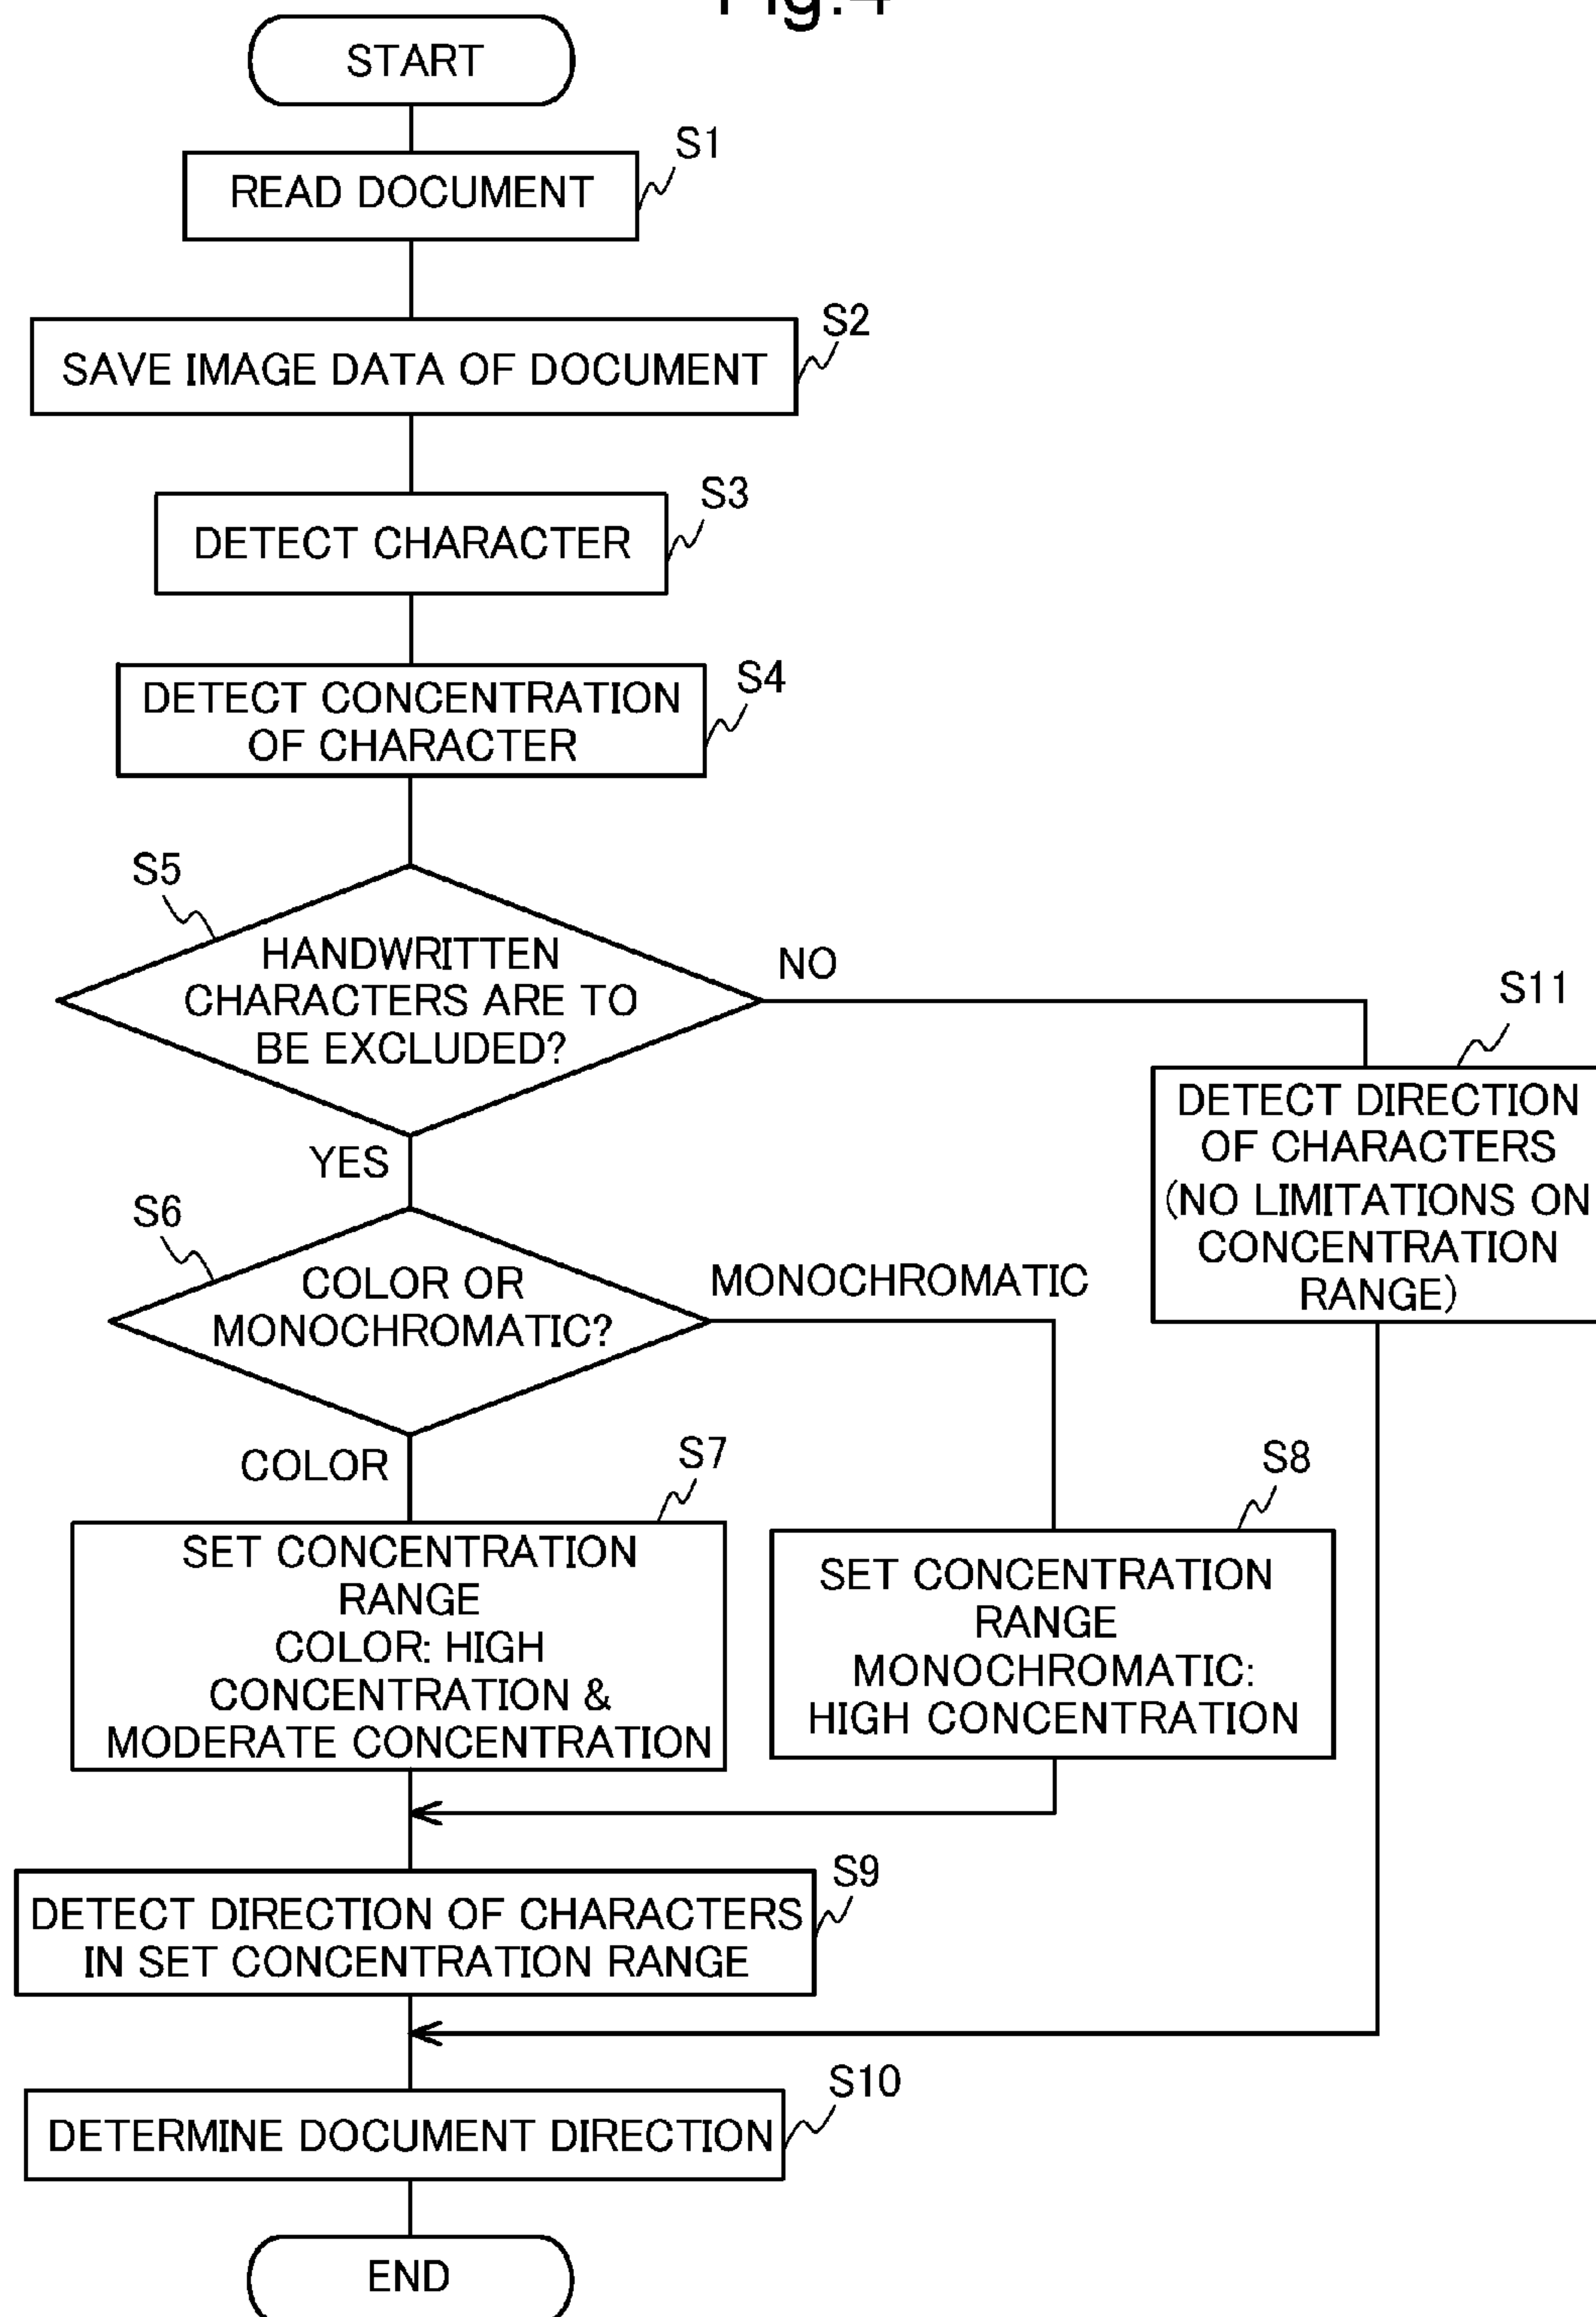 Fig.4
START
S1
READ DOCUMENT
S2
SAVE IMAGE DATA OF DOCUMENT
S3
DETECT CHARACTER
S4
DETECT CONCENTRATION
OF CHARACTER
S5
HANDWRITTEN
CHARACTERS ARE TO
BE EXCLUDED?
NO
YES
S11
DETECT DIRECTION
OF CHARACTERS
(NO LIMITATIONS ON
CONCENTRATION
RANGE)
S6
COLOR OR
MONOCHROMATIC?
MONOCHROMATIC
COLOR
S7
SET CONCENTRATION
RANGE
COLOR: HIGH
CONCENTRATION &
MODERATE CONCENTRATION
S8
SET CONCENTRATION
RANGE
MONOCHROMATIC:
HIGH CONCENTRATION
S9
DETECT DIRECTION OF CHARACTERS
IN SET CONCENTRATION RANGE
S10
DETERMINE DOCUMENT DIRECTION
END